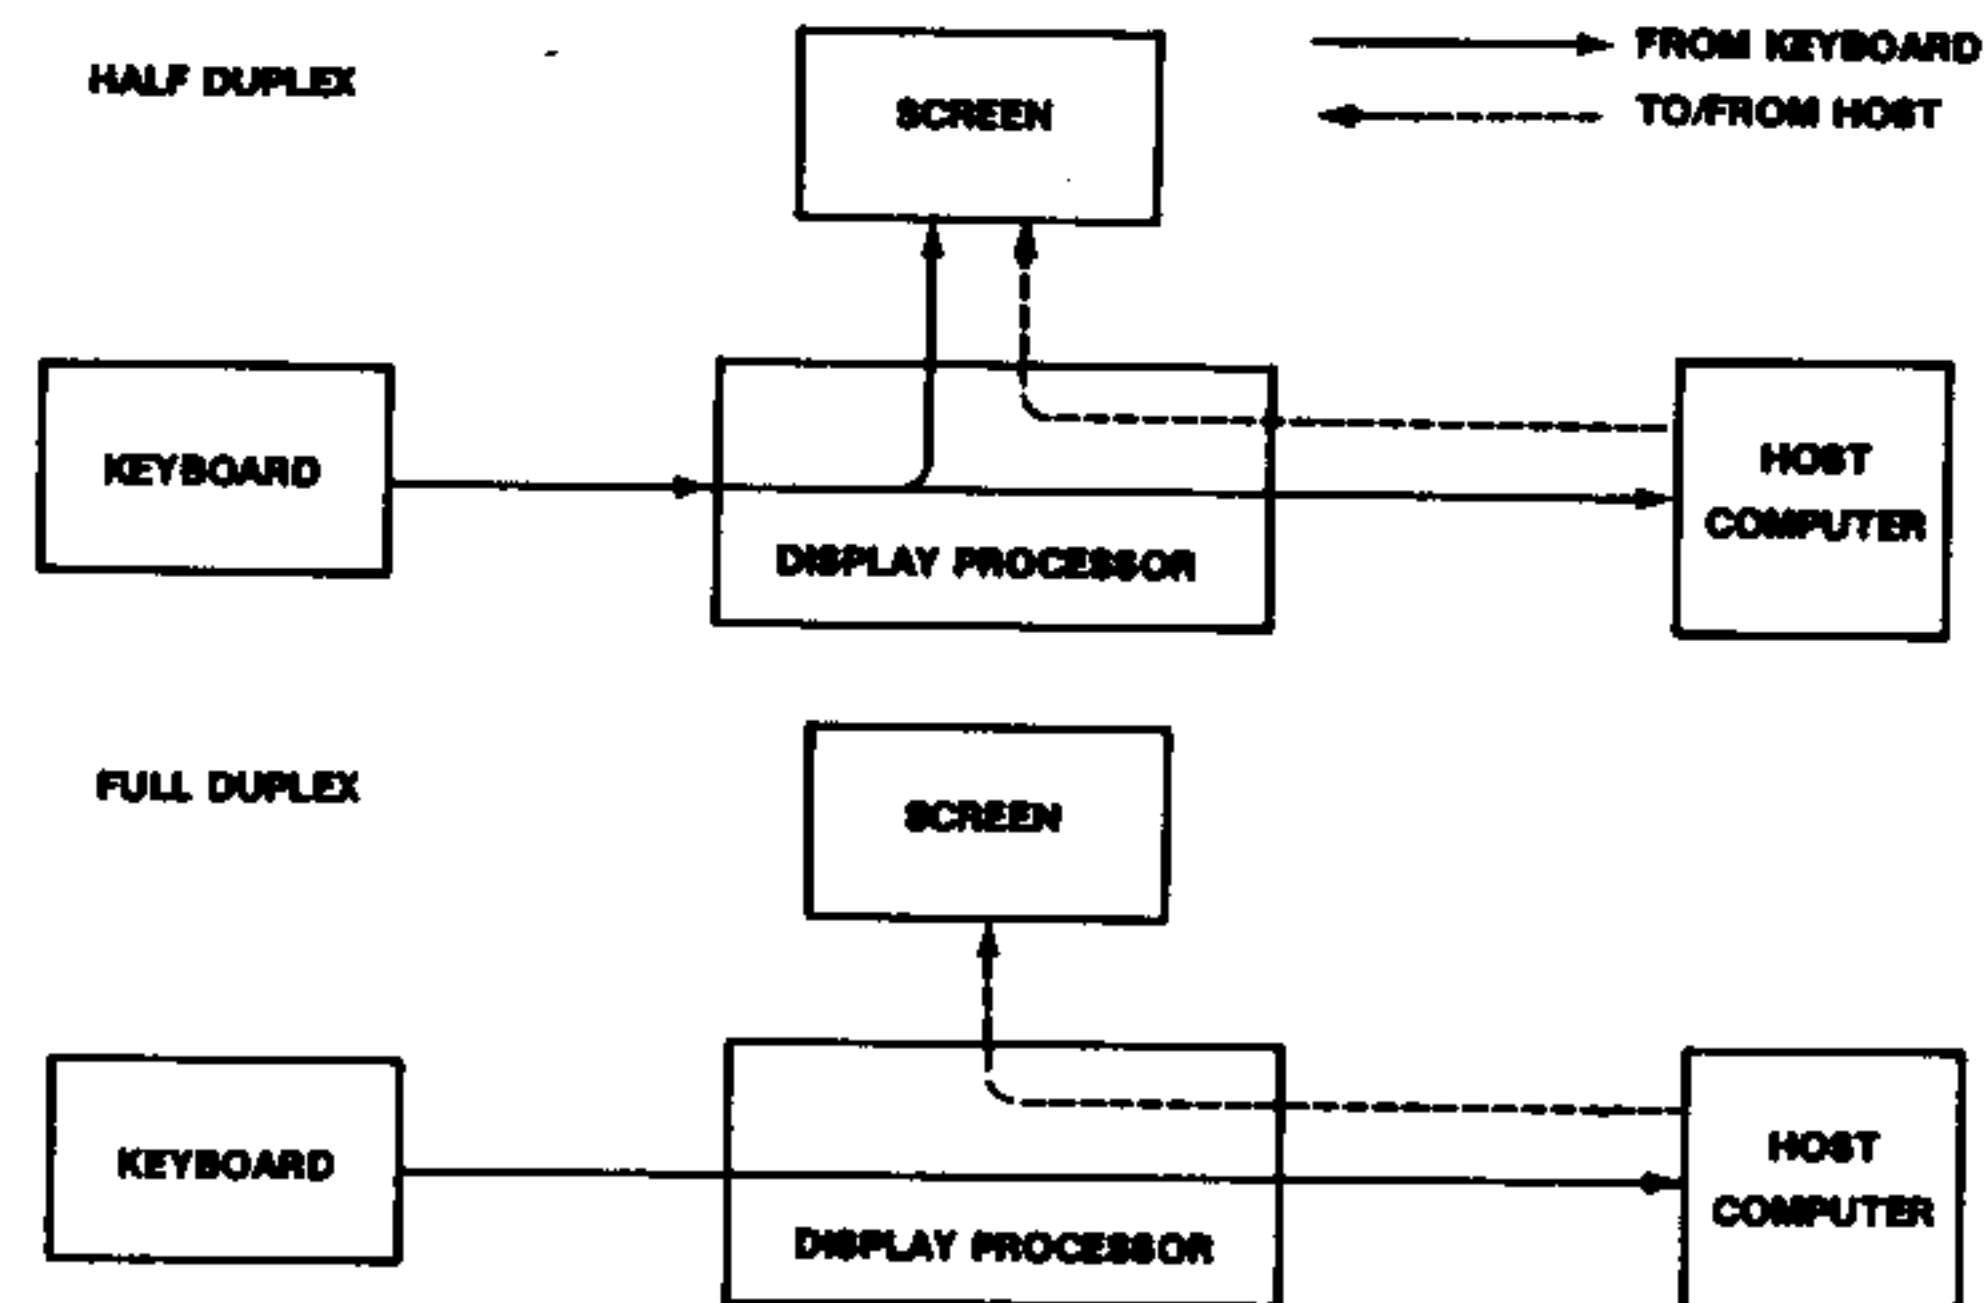 HALF DUPLEX
SCREEN
FROM KEYBOARD
TO/FROM HOST
KEYBOARD
DISPLAY PROCESSOR
HOST
COMPUTER
FULL DUPLEX
SCREEN
KEYBOARD
DISPLAY PROCESSOR
HOST
COMPUTER